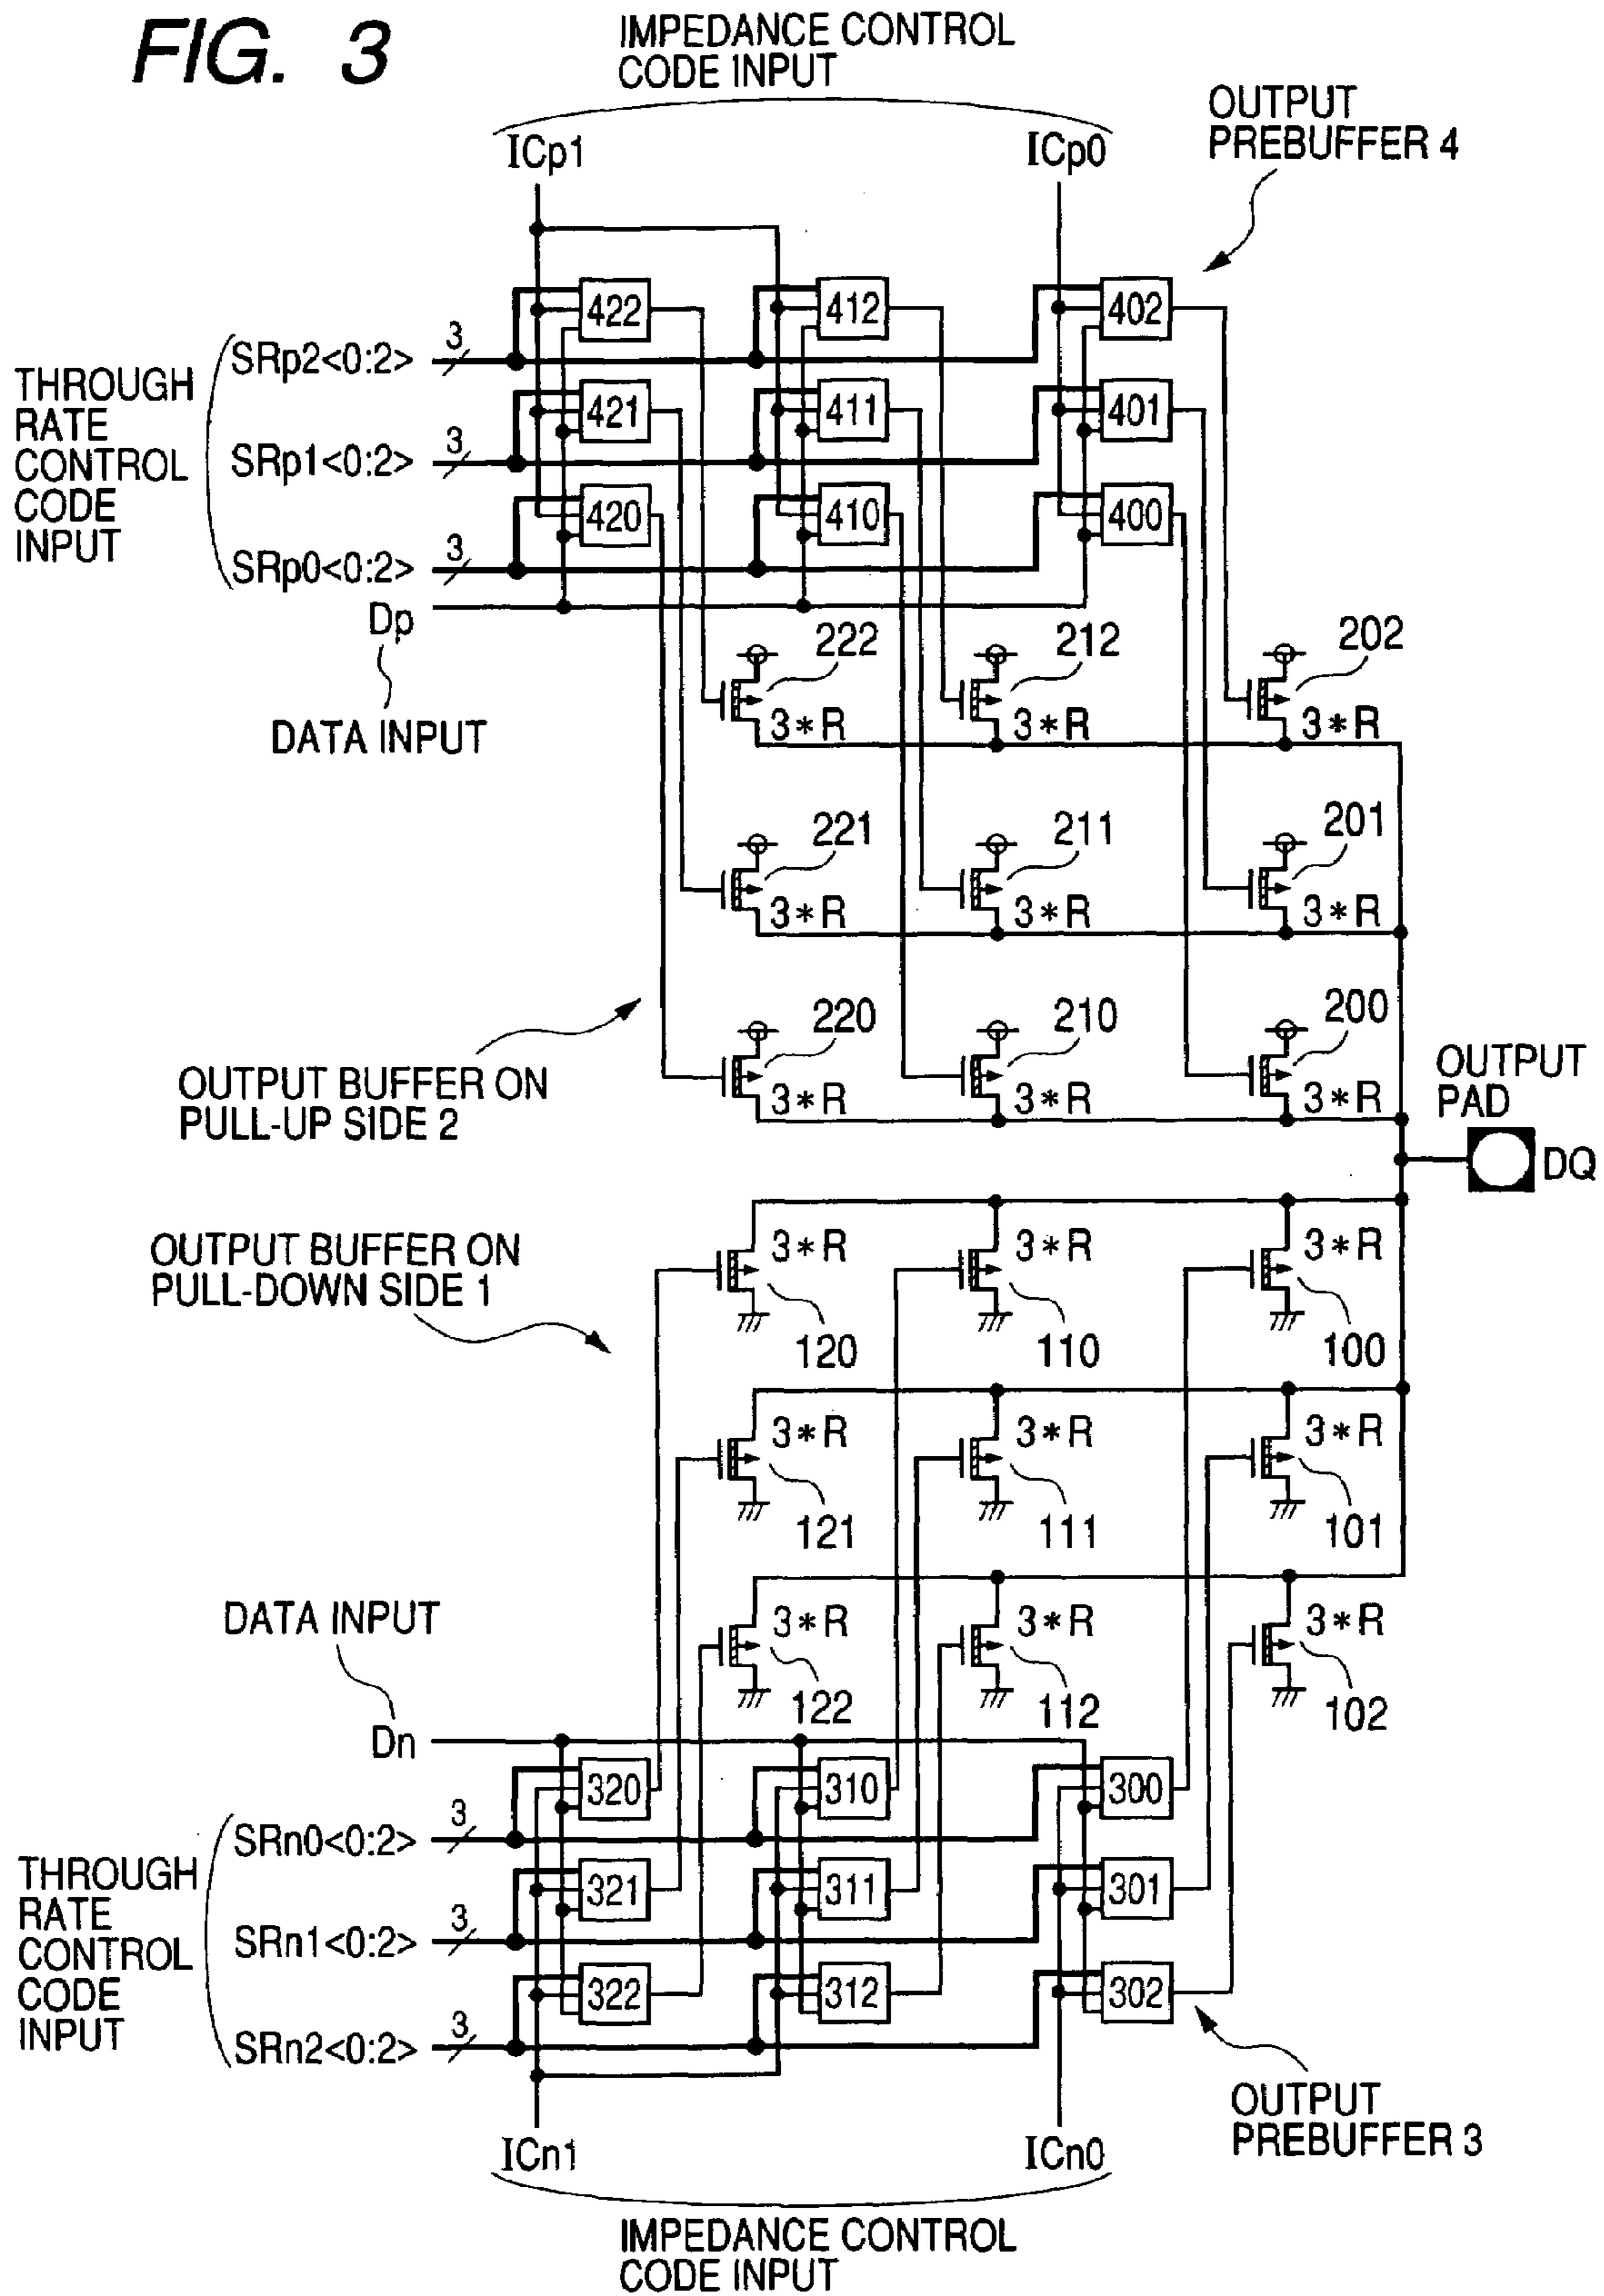 FIG. 3
IMPEDANCE CONTROL
CODE INPUT
OUTPUT
PREBUFFER 4
ICp1
ICp0
422
412
402
THROUGH
RATE
CONTROL
CODE
INPUT
SRp2<0:2>
3
421
411
401
SRp1<0:2>
3
420
410
400
SRp0<0:2>
3
Dp
DATA INPUT
222
212
202
3*R
3*R
3*R
221
211
201
3*R
3*R
3*R
220
210
200
3*R
3*R
3*R
OUTPUT BUFFER ON
PULL-UP SIDE 2
OUTPUT
PAD
DQ
OUTPUT BUFFER ON
PULL-DOWN SIDE 1
3*R
3*R
3*R
120
110
100
3*R
3*R
3*R
121
111
101
3*R
3*R
3*R
122
112
102
DATA INPUT
Dn
320
310
300
THROUGH
RATE
CONTROL
CODE
INPUT
SRn0<0:2>
3
321
311
301
SRn1<0:2>
3
322
312
302
SRn2<0:2>
3
OUTPUT
PREBUFFER 3
ICn1
ICn0
IMPEDANCE CONTROL
CODE INPUT